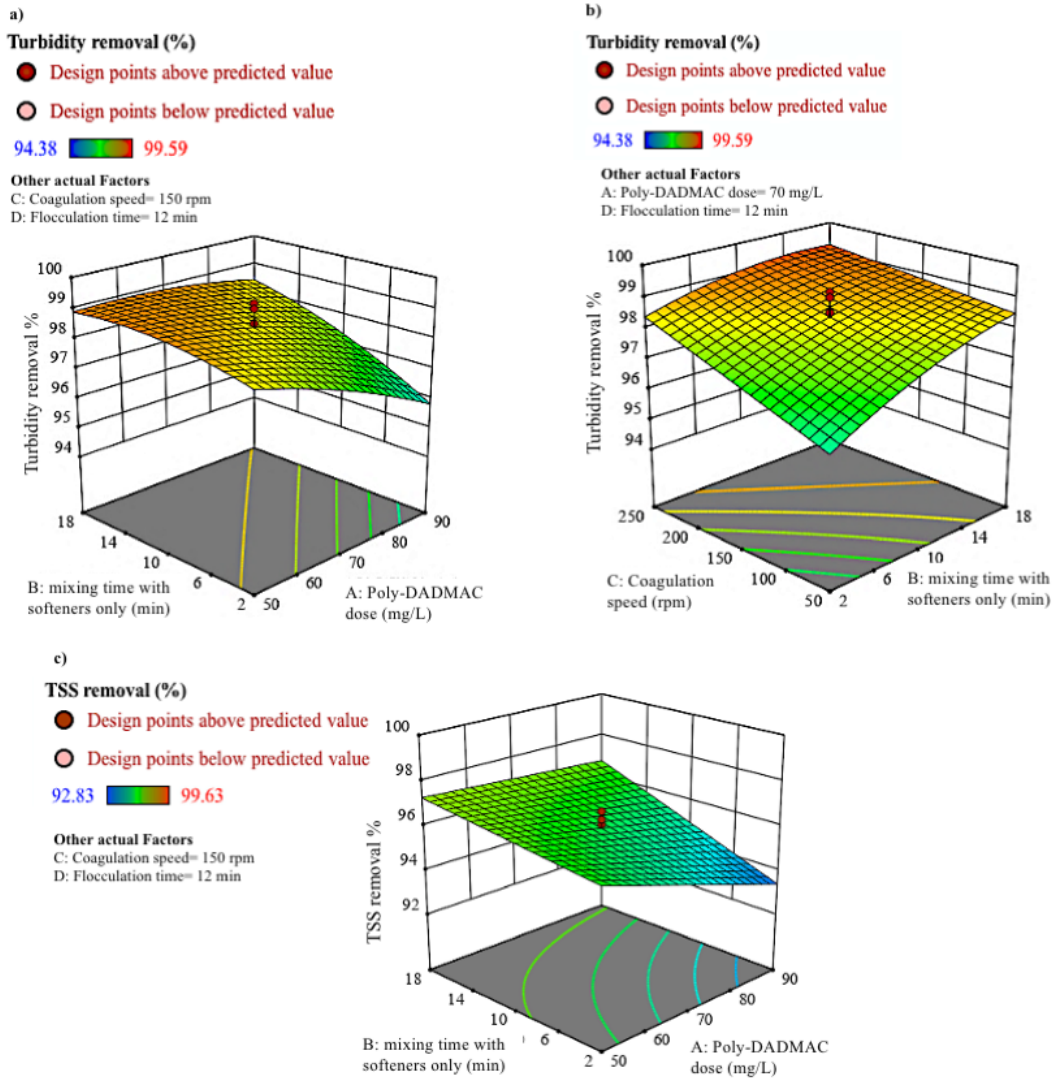 a)
Turbidity removal (%)
Design points above predicted value
Design points below predicted value
94.38 99.59
Other actual Factors
C: Coagulation speed= 150 rpm
D: Flocculation time= 12 min
100
99
98
97
96
95
94
Turbidity removal %
18
14
10
6
2
B: mixing time with
softeners only (min)
50
60
70
80
90
A: Poly-DADMAC
dose (mg/L)
b)
Turbidity removal (%)
Design points above predicted value
Design points below predicted value
94.38 99.59
Other actual Factors
A: Poly-DADMAC dose= 70 mg/L
D: Flocculation time= 12 min
100
99
98
97
96
95
94
Turbidity removal %
250
200
150
100
50
C: Coagulation
speed (rpm)
2
6
10
14
18
B: mixing time with
softeners only (min)
c)
TSS removal (%)
Design points above predicted value
Design points below predicted value
92.83 99.63
Other actual Factors
C: Coagulation speed= 150 rpm
D: Flocculation time= 12 min
100
98
96
94
92
TSS removal %
18
14
10
6
2
B: mixing time with
softeners only (min)
50
60
70
80
90
A: Poly-DADMAC
dose (mg/L)